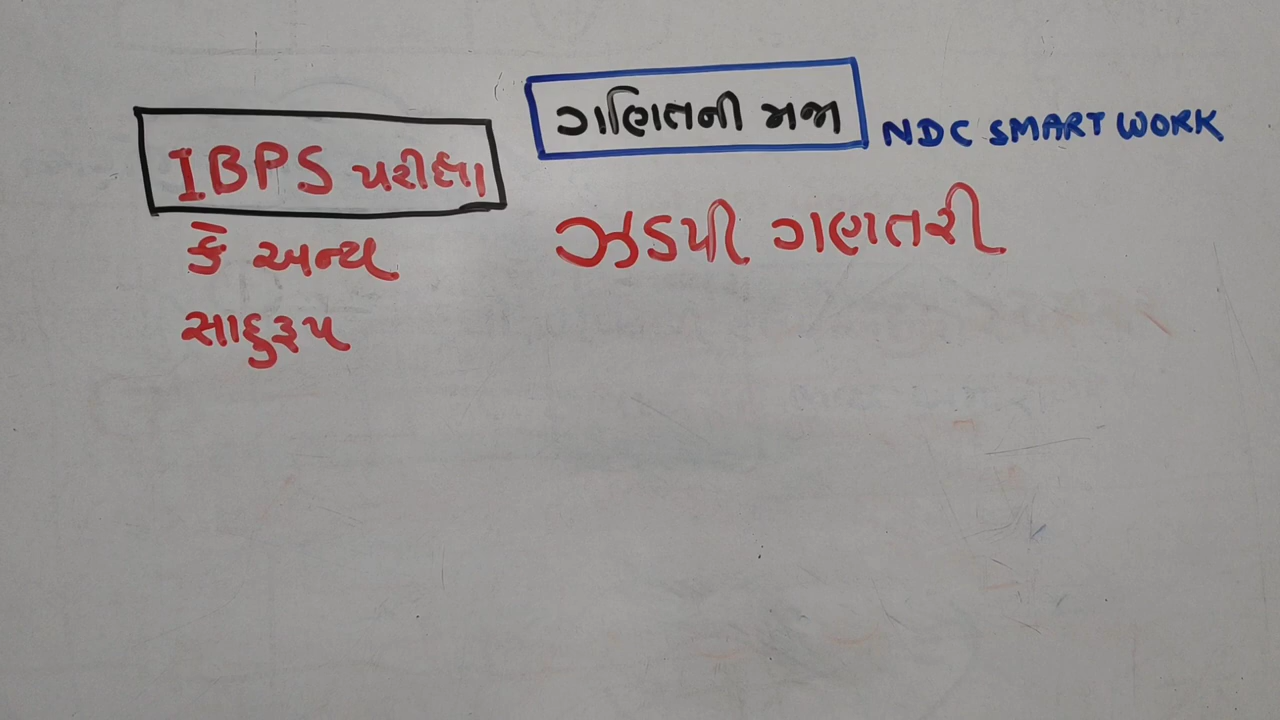 ગણિતની મજા
NDC SMART WORK
IBPS પરીક્ષા
કે અન્ય
સાદુરૂપ
ઝડપી ગણતરી